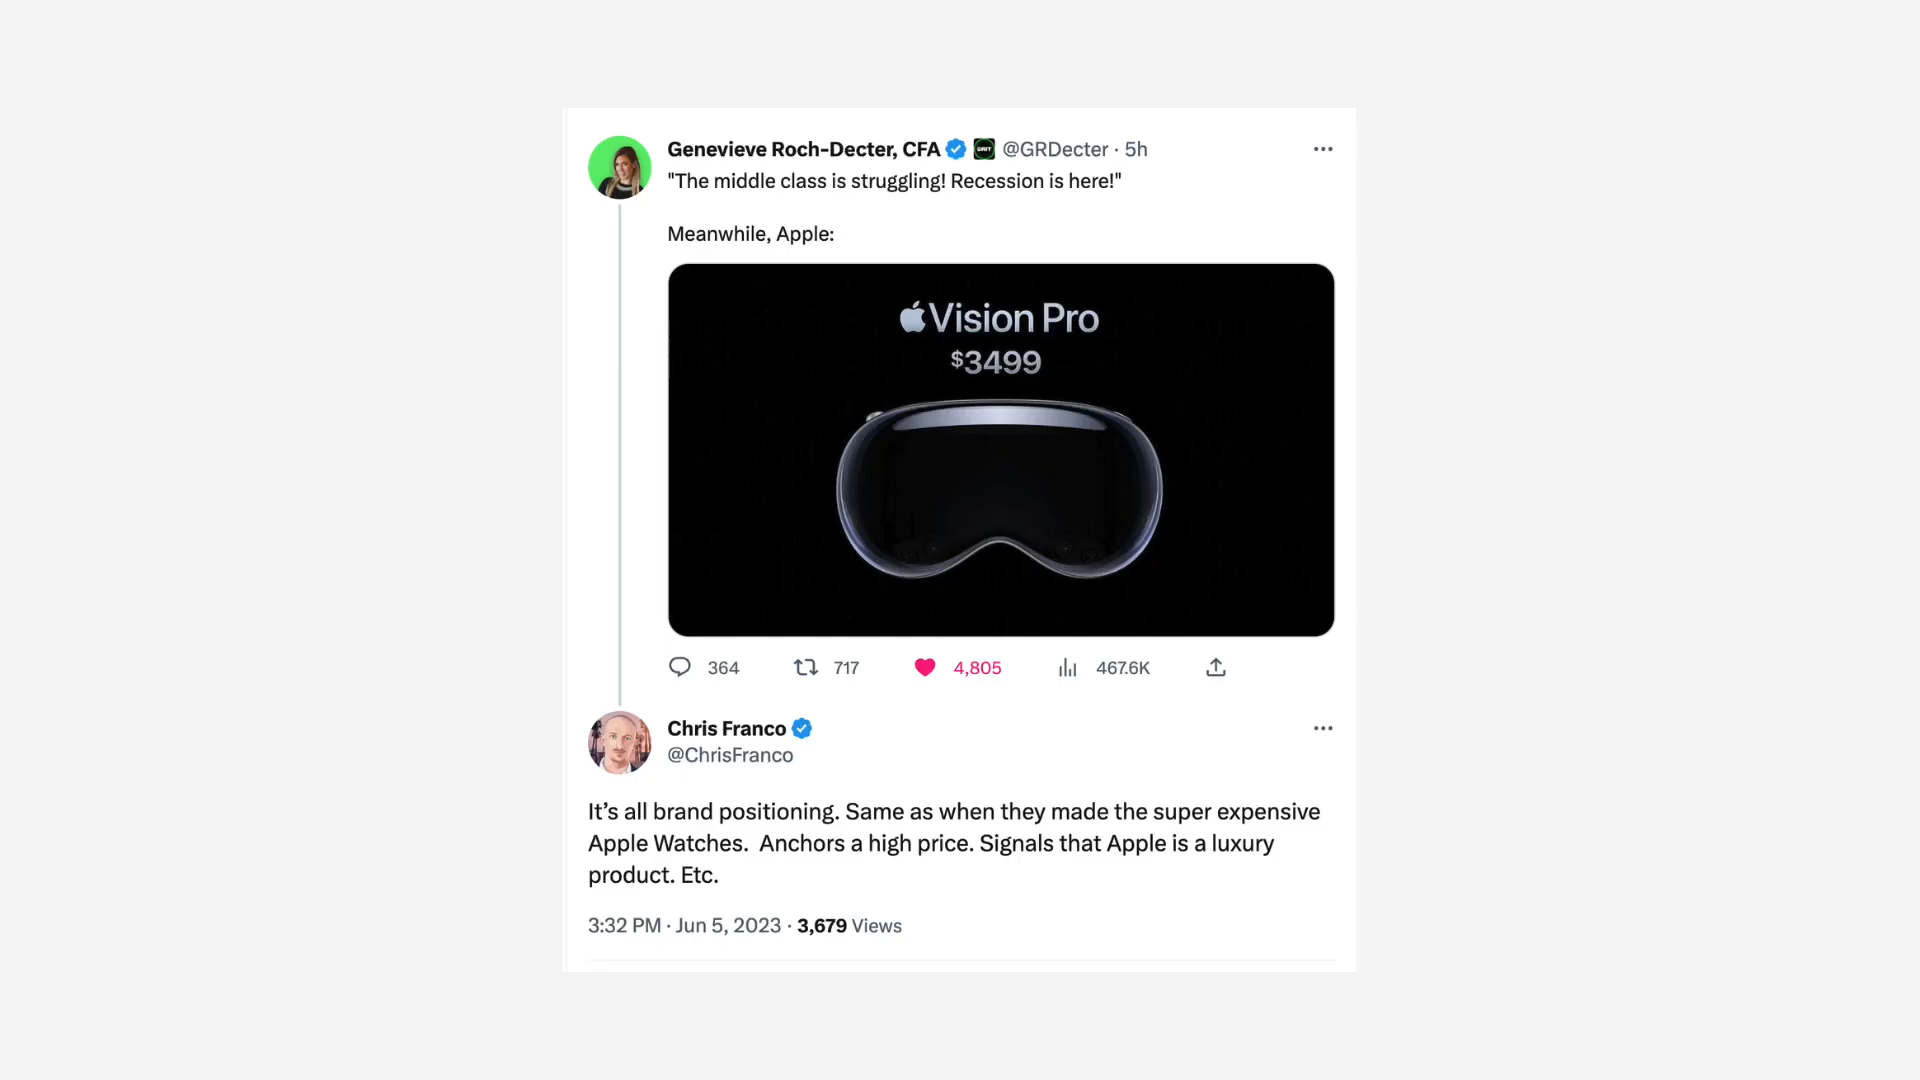 Genevieve Roch-Decter, CFA GRIT @GRDecter · 5h
"The middle class is struggling! Recession is here!"
Meanwhile, Apple:
Vision Pro
$3499
364 717 4,805 467.6K
Chris Franco
@ChrisFranco
It’s all brand positioning. Same as when they made the super expensive
Apple Watches.  Anchors a high price. Signals that Apple is a luxury
product. Etc.
3:32 PM · Jun 5, 2023 · 3,679 Views